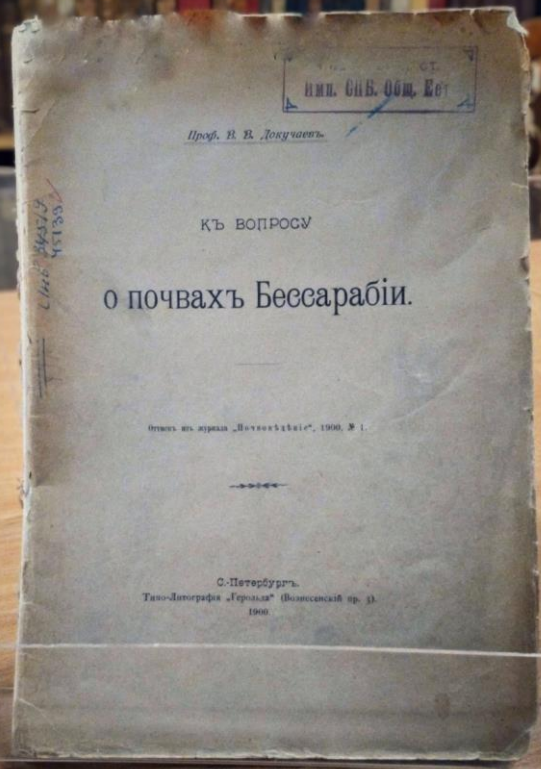 Имп. СПБ. Общ. Ест
Проф. В. В. Докучаевъ.
КЪ ВОПРОСУ
О ПОЧВАХЪ Бессарабіи.
Оттискъ изъ журнала „Почвовѣдѣніе“, 1900. № 1.
С.-Петербургъ.
Типо-Литографія „Герольда“ (Вознесенскій пр. 3).
1900.
45139